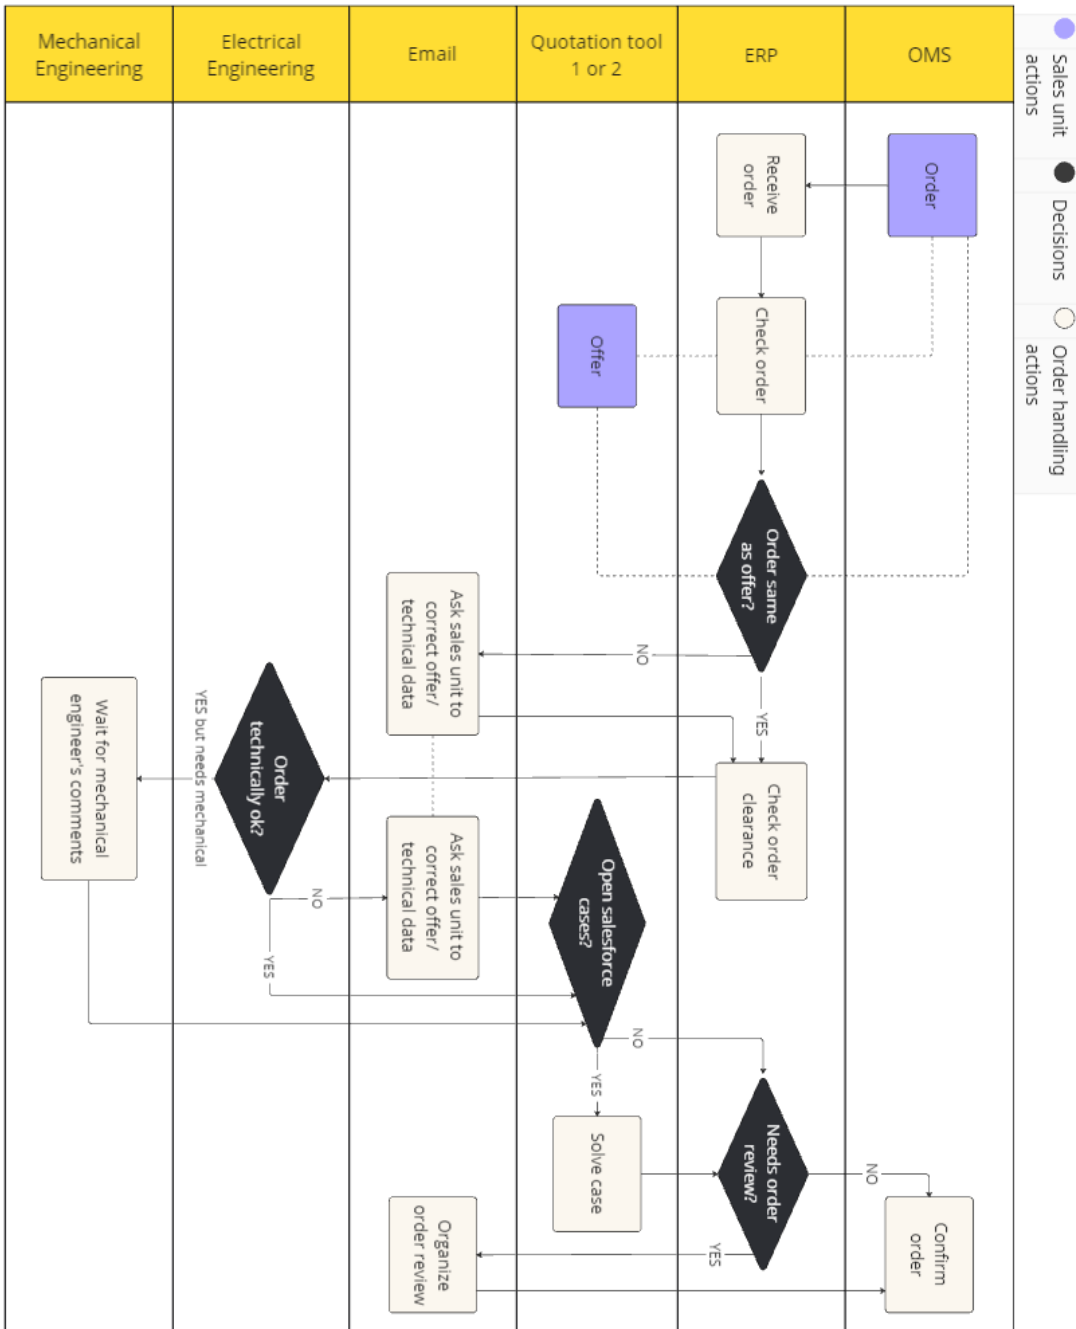 Mechanical
Engineering
Electrical
Engineering
Email
Quotation tool
1 or 2
ERP
OMS
Sales unit
actions
Decisions
Order handling
actions
Order
Receive
order
Check order
Offer
Order same
as offer?
NO
YES
Ask sales unit to
correct offer/
technical data
Check order
clearance
Order
technically ok?
YES but needs mechanical
Wait for mechanical
engineer's comments
NO
YES
Ask sales unit to
correct offer/
technical data
Open salesforce
cases?
NO
YES
Solve case
Needs order
review?
NO
YES
Organize
order review
Confirm
order